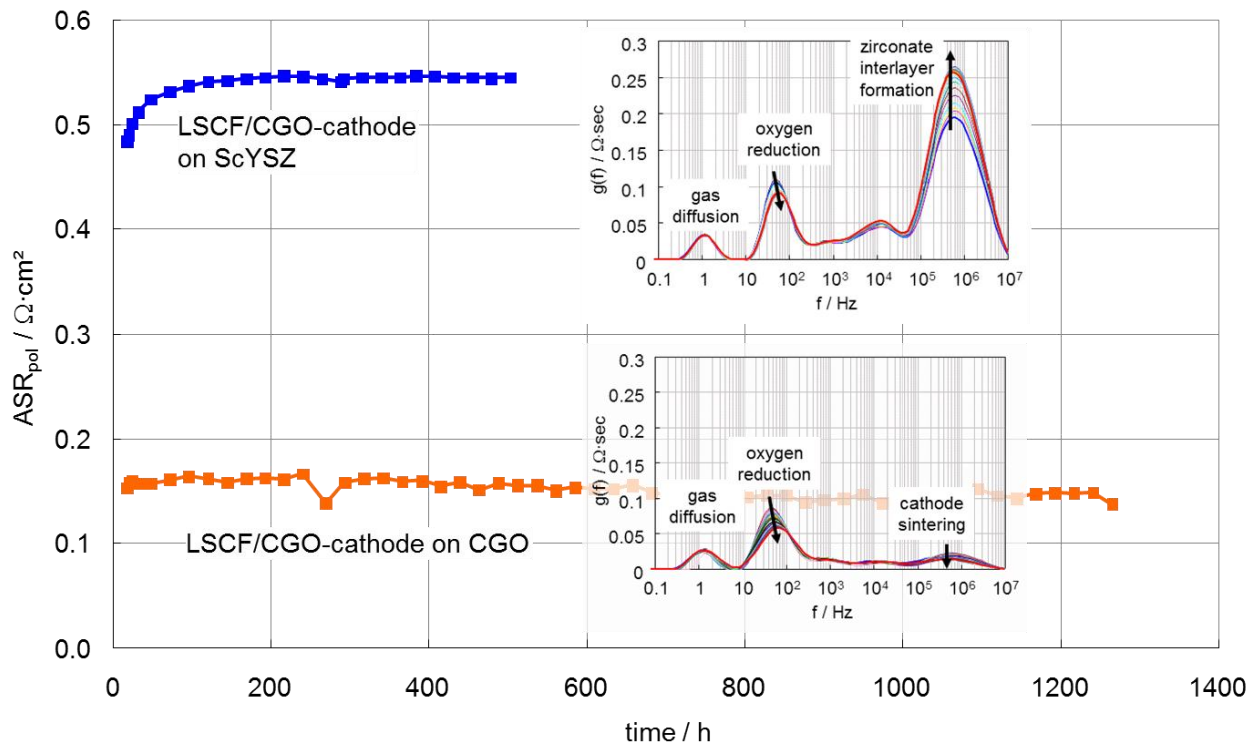 0.6
0.5
0.4
0.3
0.2
0.1
0.0
ASRpol / Ω·cm²
0
200
400
600
800
1000
1200
1400
time / h
LSCF/CGO-cathode
on ScYSZ
LSCF/CGO-cathode on CGO
0.3
0.25
0.2
0.15
0.1
0.05
0
g(f) / Ω·sec
gas
diffusion
oxygen
reduction
zirconate
interlayer
formation
0.1
1
10
10²
10³
10⁴
10⁵
10⁶
10⁷
f / Hz
0.3
0.25
0.2
0.15
0.1
0.05
0
g(f) / Ω·sec
gas
diffusion
oxygen
reduction
cathode
sintering
0.1
1
10
10²
10³
10⁴
10⁵
10⁶
10⁷
f / Hz